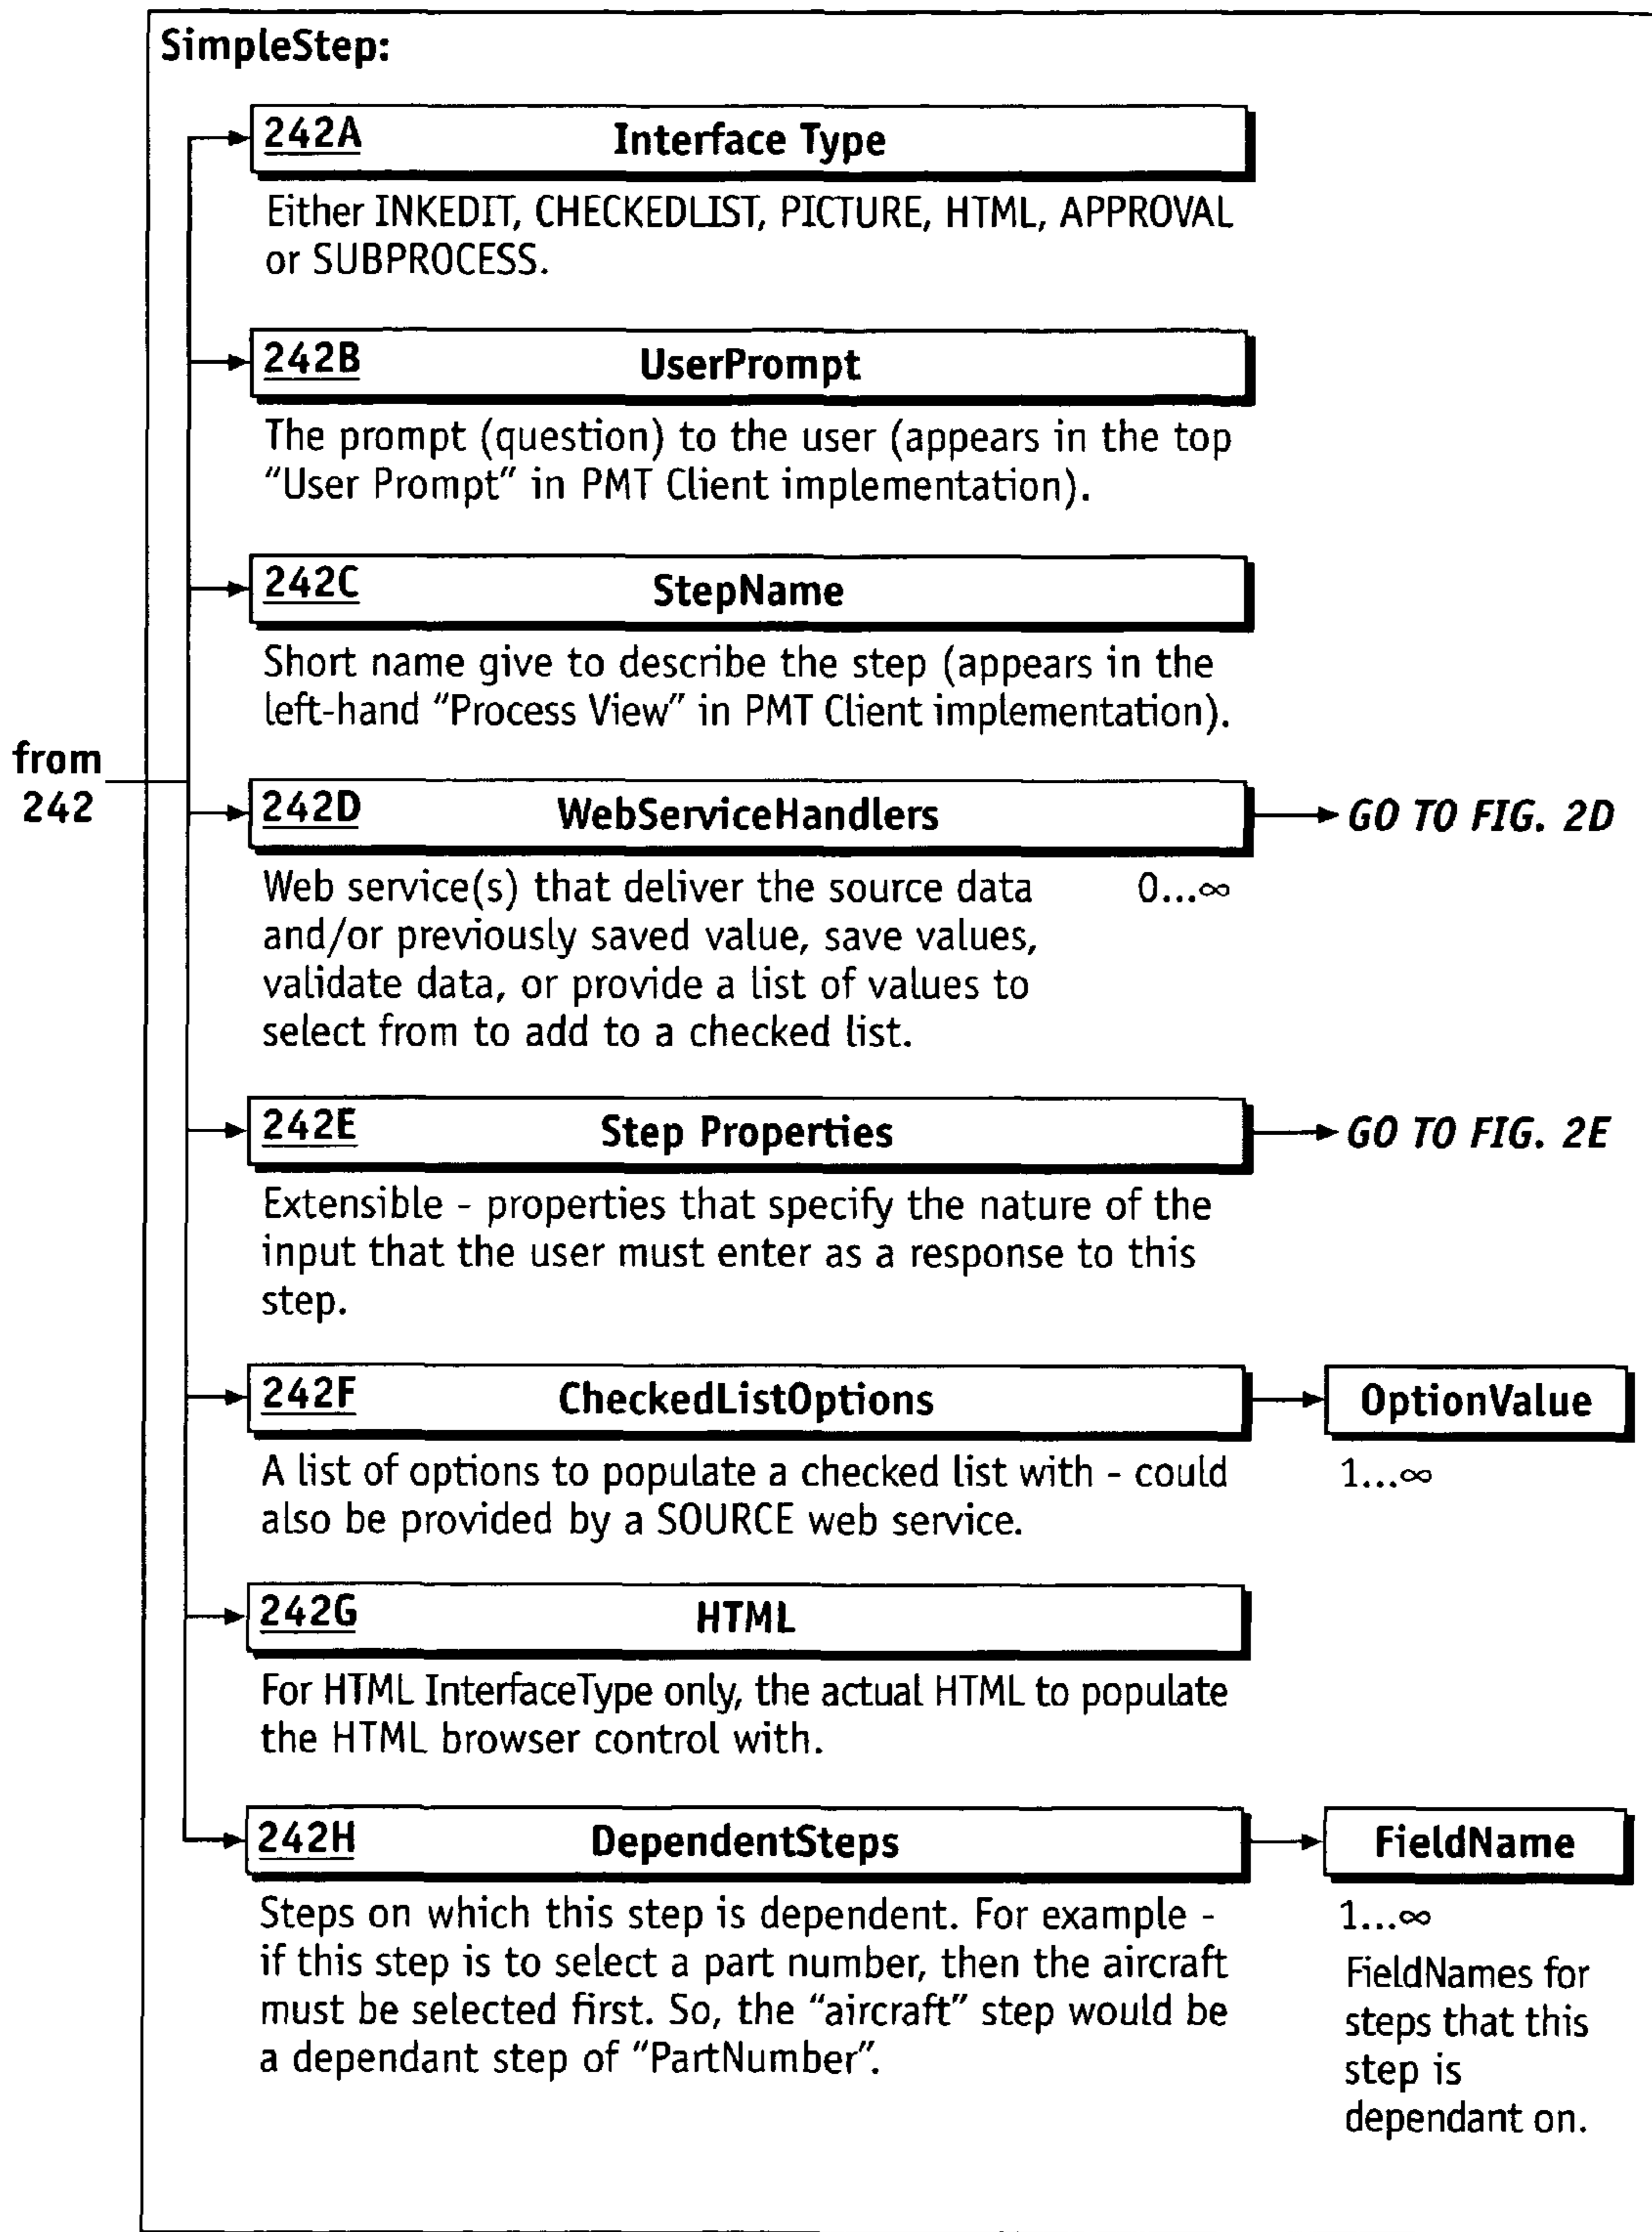 SimpleStep:
242A Interface Type
Either INKEDIT, CHECKEDLIST, PICTURE, HTML, APPROVAL
or SUBPROCESS.
242B UserPrompt
The prompt (question) to the user (appears in the top
“User Prompt” in PMT Client implementation).
242C StepName
Short name give to describe the step (appears in the
left-hand “Process View” in PMT Client implementation).
from
242
242D WebServiceHandlers
GO TO FIG. 2D
Web service(s) that deliver the source data
0...∞
and/or previously saved value, save values,
validate data, or provide a list of values to
select from to add to a checked list.
242E Step Properties
GO TO FIG. 2E
Extensible - properties that specify the nature of the
input that the user must enter as a response to this
step.
242F CheckedListOptions
OptionValue
A list of options to populate a checked list with - could
also be provided by a SOURCE web service.
1...∞
242G HTML
For HTML InterfaceType only, the actual HTML to populate
the HTML browser control with.
242H DependentSteps
FieldName
Steps on which this step is dependent. For example -
if this step is to select a part number, then the aircraft
must be selected first. So, the “aircraft” step would be
a dependant step of “PartNumber”.
1...∞
FieldNames for
steps that this
step is
dependant on.